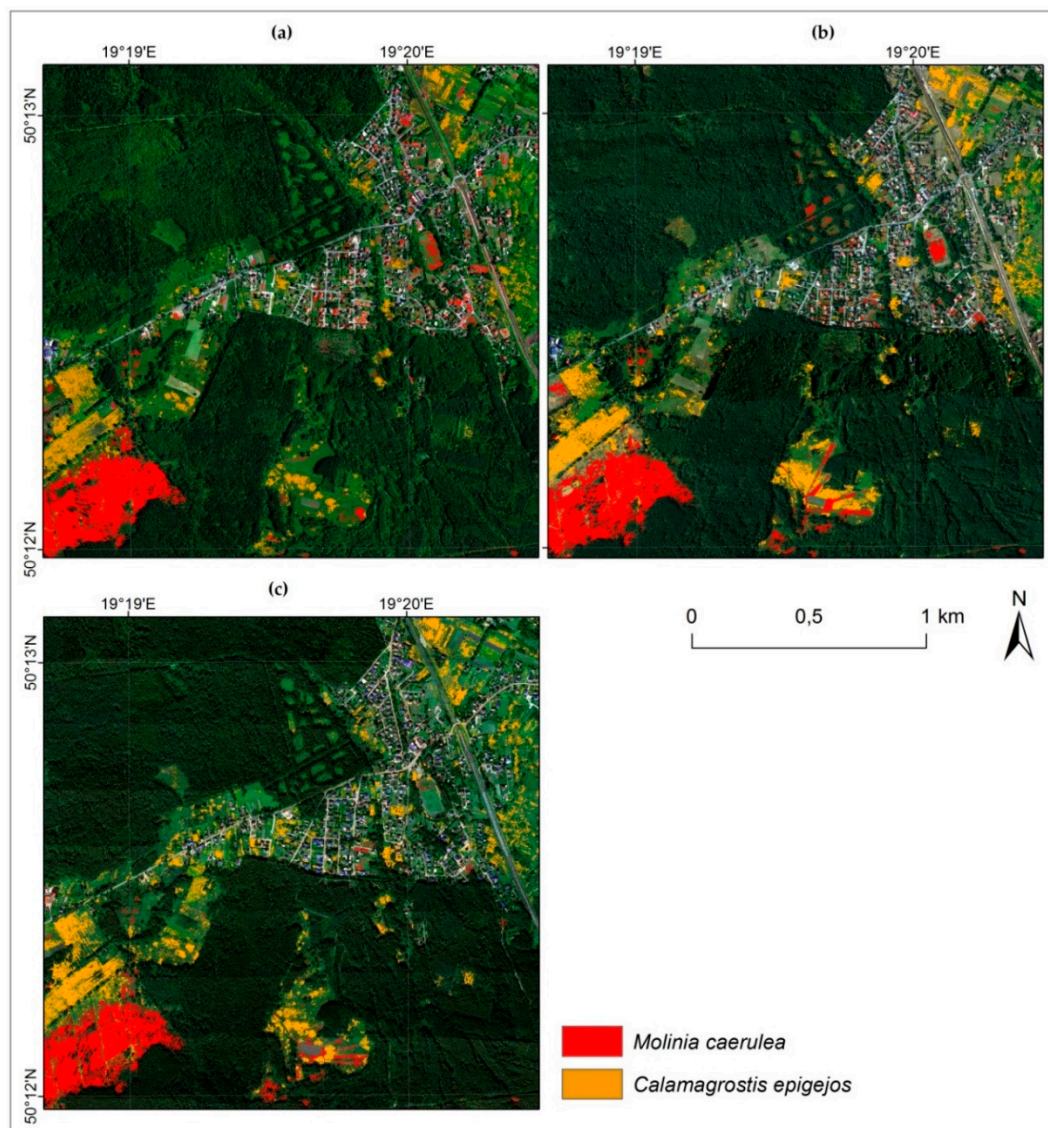 (a)
(b)
19°19'E 19°20'E
19°19'E 19°20'E
50°13'N
50°12'N
(c)
19°19'E 19°20'E
0 0,5 1 km
N
50°13'N
50°12'N
Molinia caerulea
Calamagrostis epigejos